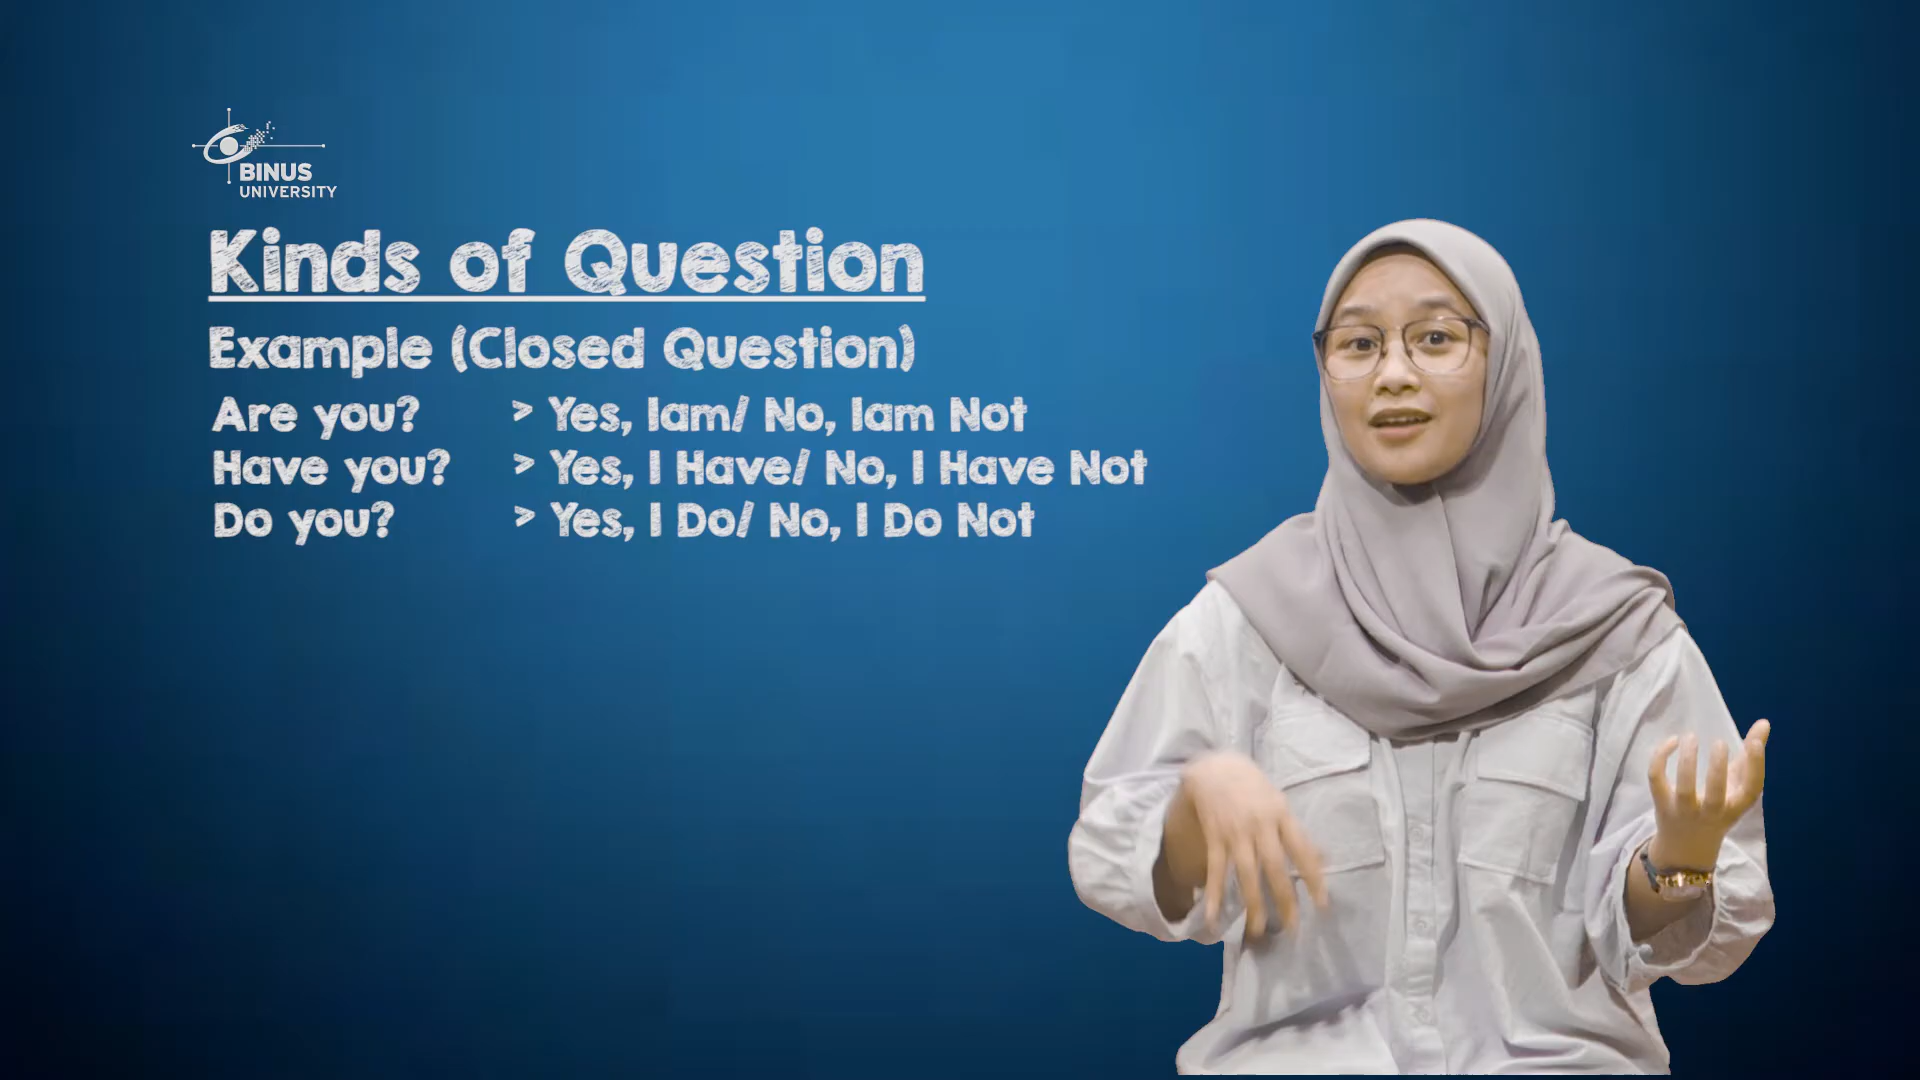 BINUS
UNIVERSITY
Kinds of Question
Example (Closed Question)
Are you? > Yes, Iam/ No, Iam Not
Have you? > Yes, I Have/ No, I Have Not
Do you? > Yes, I Do/ No, I Do Not